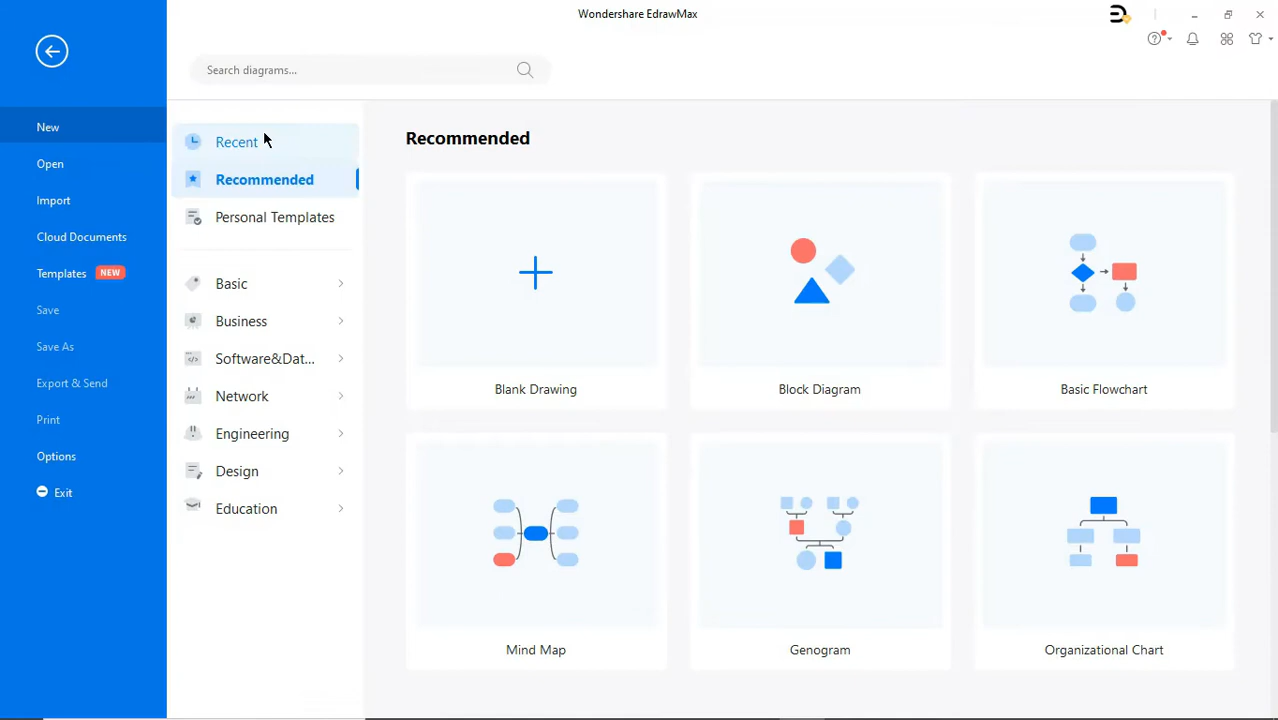 Wondershare EdrawMax
Search diagrams...
New
Open
Import
Cloud Documents
Templates NEW
Save
Save As
Export & Send
Print
Options
Exit
Recent
Recommended
Personal Templates
Basic
Business
Software&Dat...
Network
Engineering
Design
Education
Recommended
Blank Drawing
Block Diagram
Basic Flowchart
Mind Map
Genogram
Organizational Chart